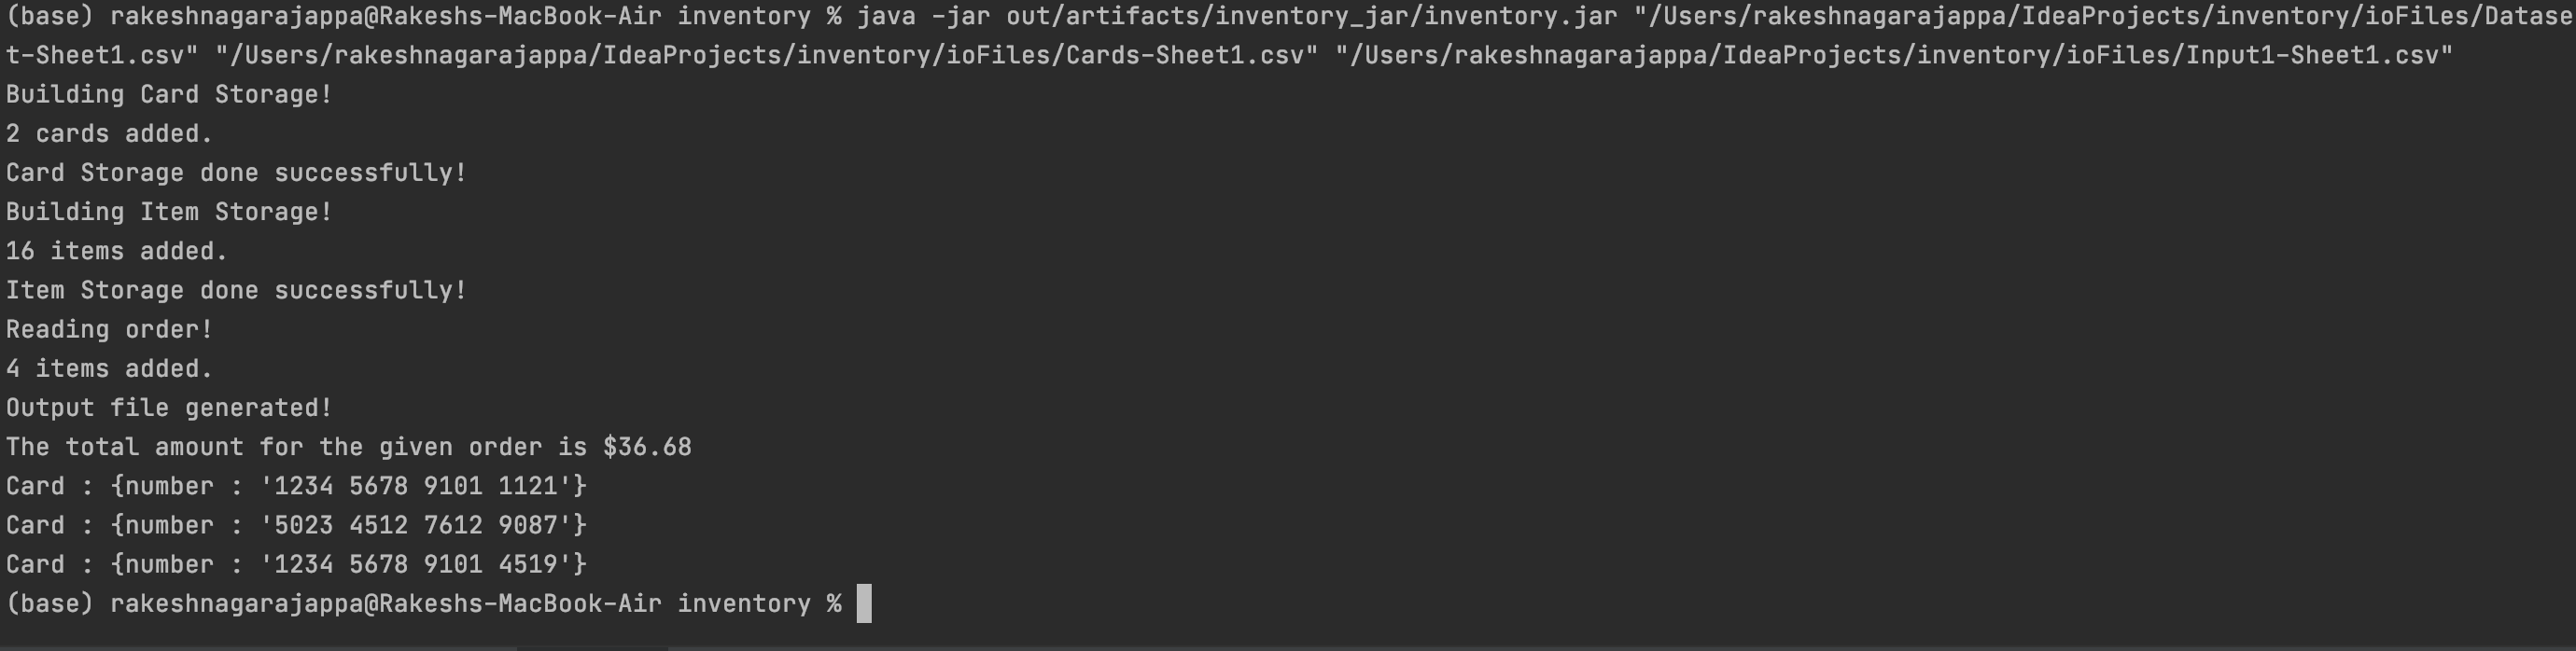 (base) rakeshnagarajappa@Rakeshs-MacBook-Air inventory % java -jar out/artifacts/inventory_jar/inventory.jar "/Users/rakeshnagarajappa/IdeaProjects/inventory/ioFiles/Datase
t-Sheet1.csv" "/Users/rakeshnagarajappa/IdeaProjects/inventory/ioFiles/Cards-Sheet1.csv" "/Users/rakeshnagarajappa/IdeaProjects/inventory/ioFiles/Input1-Sheet1.csv"
Building Card Storage!
2 cards added.
Card Storage done successfully!
Building Item Storage!
16 items added.
Item Storage done successfully!
Reading order!
4 items added.
Output file generated!
The total amount for the given order is $36.68
Card : {number : '1234 5678 9101 1121'}
Card : {number : '5023 4512 7612 9087'}
Card : {number : '1234 5678 9101 4519'}
(base) rakeshnagarajappa@Rakeshs-MacBook-Air inventory %